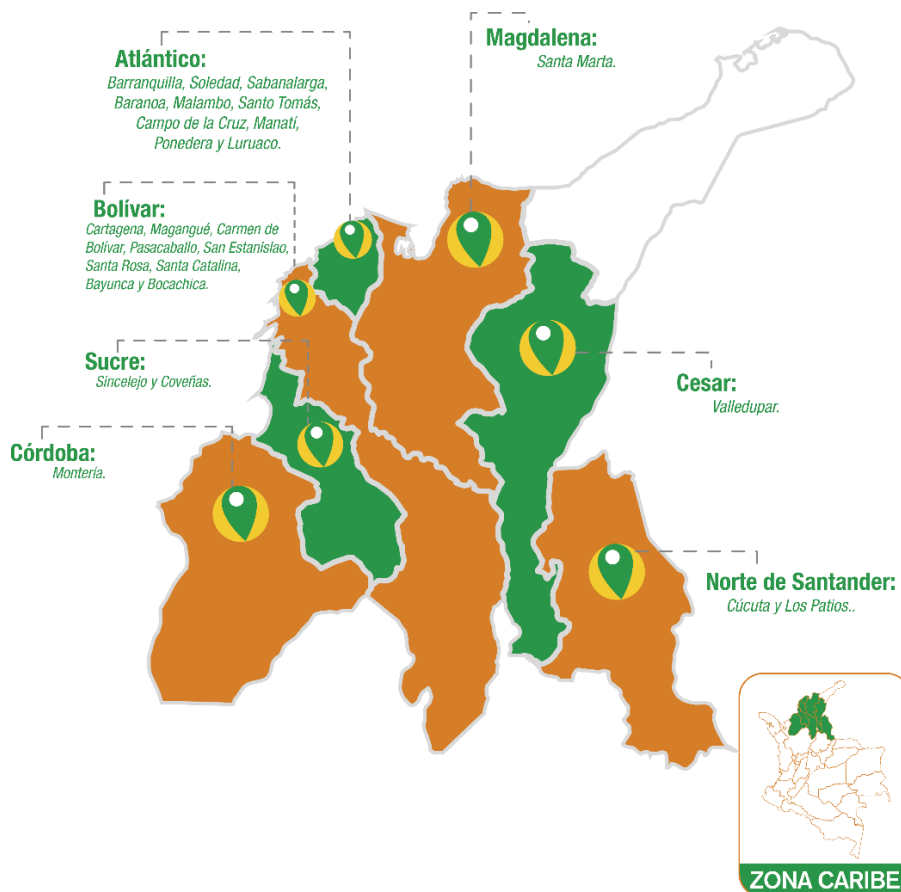 Atlántico:
Barranquilla, Soledad, Sabanalarga,
Baranoa, Malambo, Santo Tomás,
Campo de la Cruz, Manatí,
Ponedera y Luruaco.
Magdalena:
Santa Marta.
Bolívar:
Cartagena, Magangué, Carmen de
Bolívar, Pasacaballo, San Estanislao,
Santa Rosa, Santa Catalina,
Bayunca y Bocachica.
Sucre:
Sincelejo y Coveñas.
Cesar:
Valledupar.
Córdoba:
Montería.
Norte de Santander:
Cúcuta y Los Patios..
ZONA CARIBE